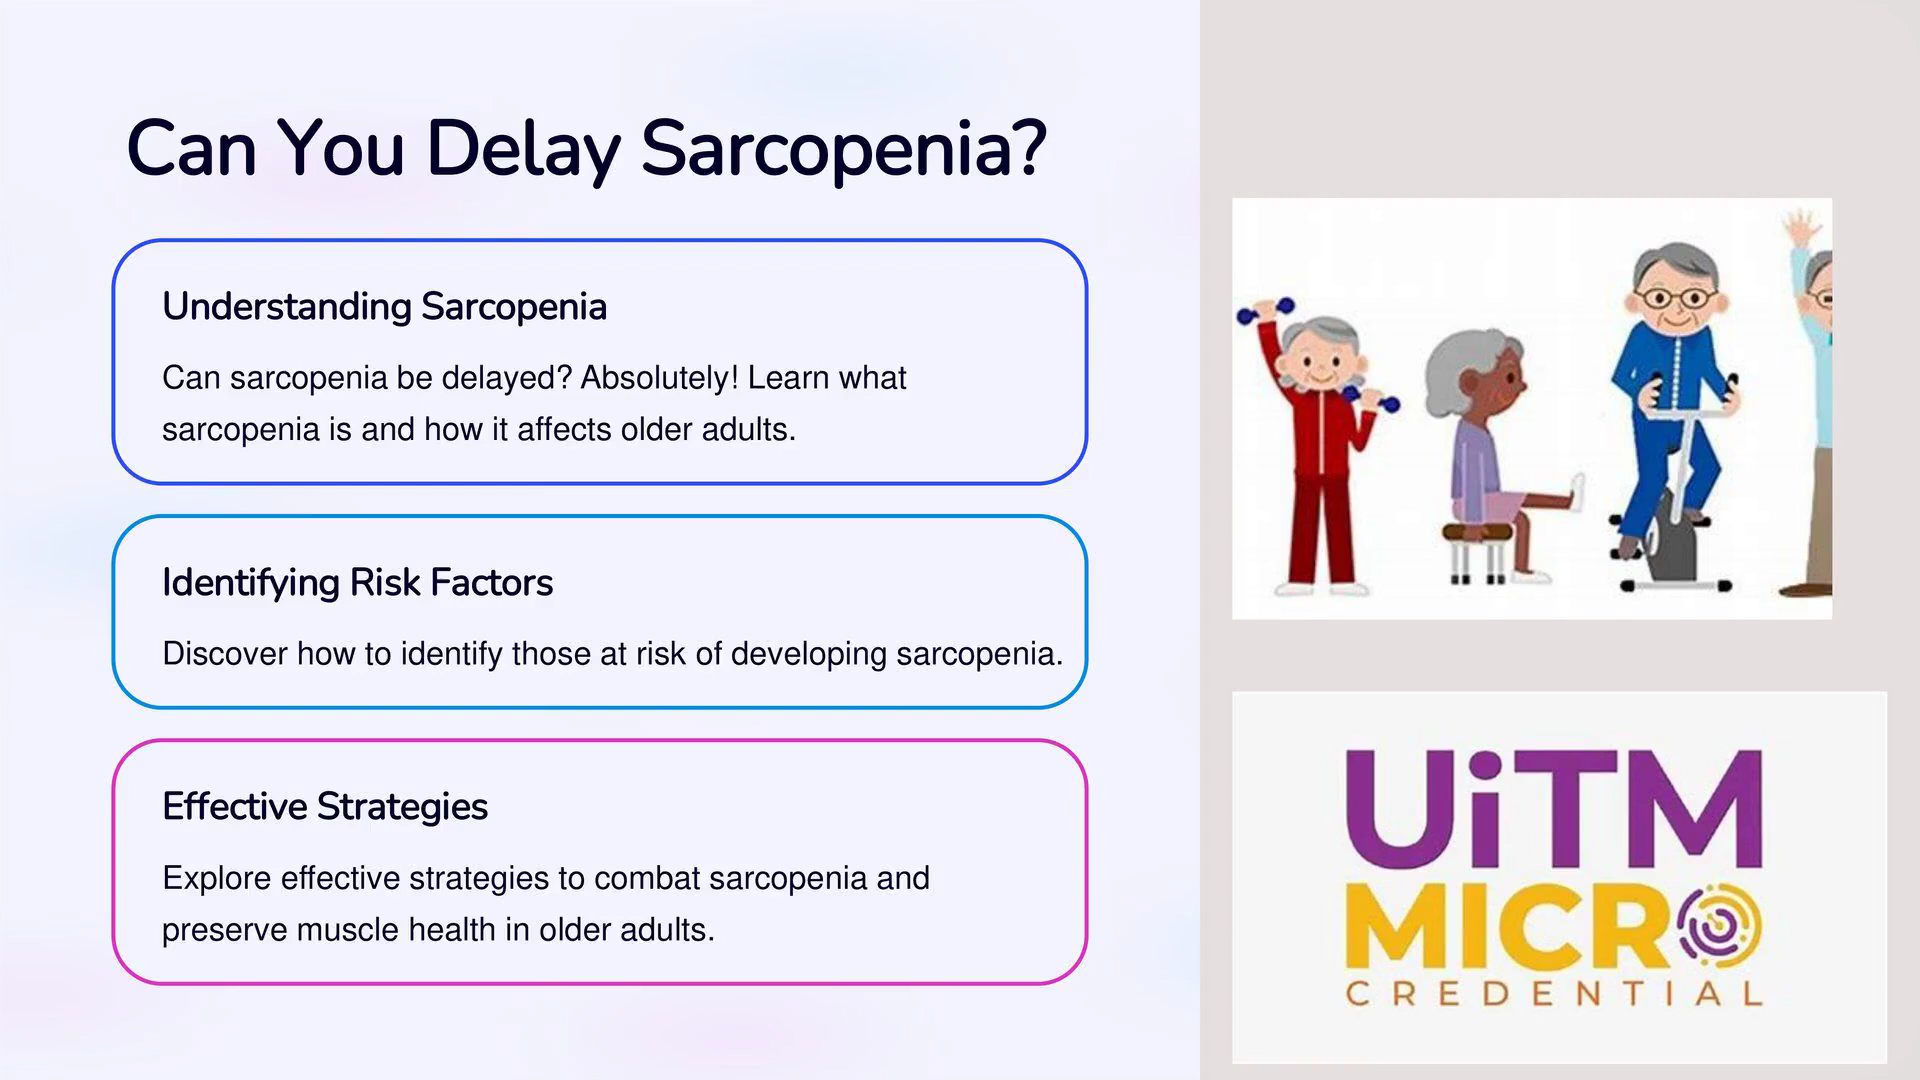 Can You Delay Sarcopenia?
Understanding Sarcopenia
Can sarcopenia be delayed? Absolutely! Learn what
sarcopenia is and how it affects older adults.
Identifying Risk Factors
Discover how to identify those at risk of developing sarcopenia.
Effective Strategies
Explore effective strategies to combat sarcopenia and
preserve muscle health in older adults.
UiTM
MICRO
CREDENTIAL